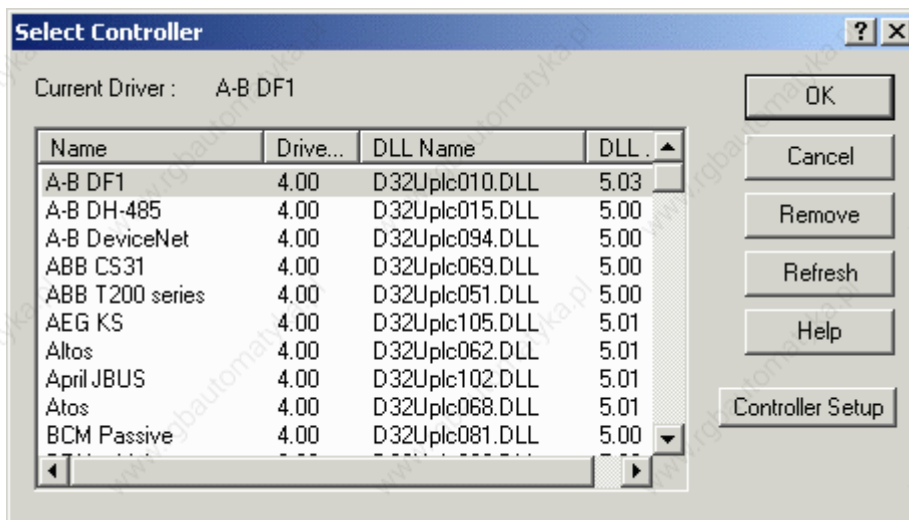 Select Controller
Current Driver : A-B DF1
OK
Cancel
Remove
Refresh
Help
Controller Setup
Name Drive... DLL Name DLL .
A-B DF1 4.00 D32Uplc010.DLL 5.03
A-B DH-485 4.00 D32Uplc015.DLL 5.00
A-B DeviceNet 4.00 D32Uplc094.DLL 5.00
ABB CS31 4.00 D32Uplc069.DLL 5.00
ABB T200 series 4.00 D32Uplc051.DLL 5.00
AEG KS 4.00 D32Uplc105.DLL 5.01
Altos 4.00 D32Uplc062.DLL 5.01
April JBUS 4.00 D32Uplc102.DLL 5.01
Atos 4.00 D32Uplc068.DLL 5.01
BCM Passive 4.00 D32Uplc081.DLL 5.00
www.rgbautomatyka.pl